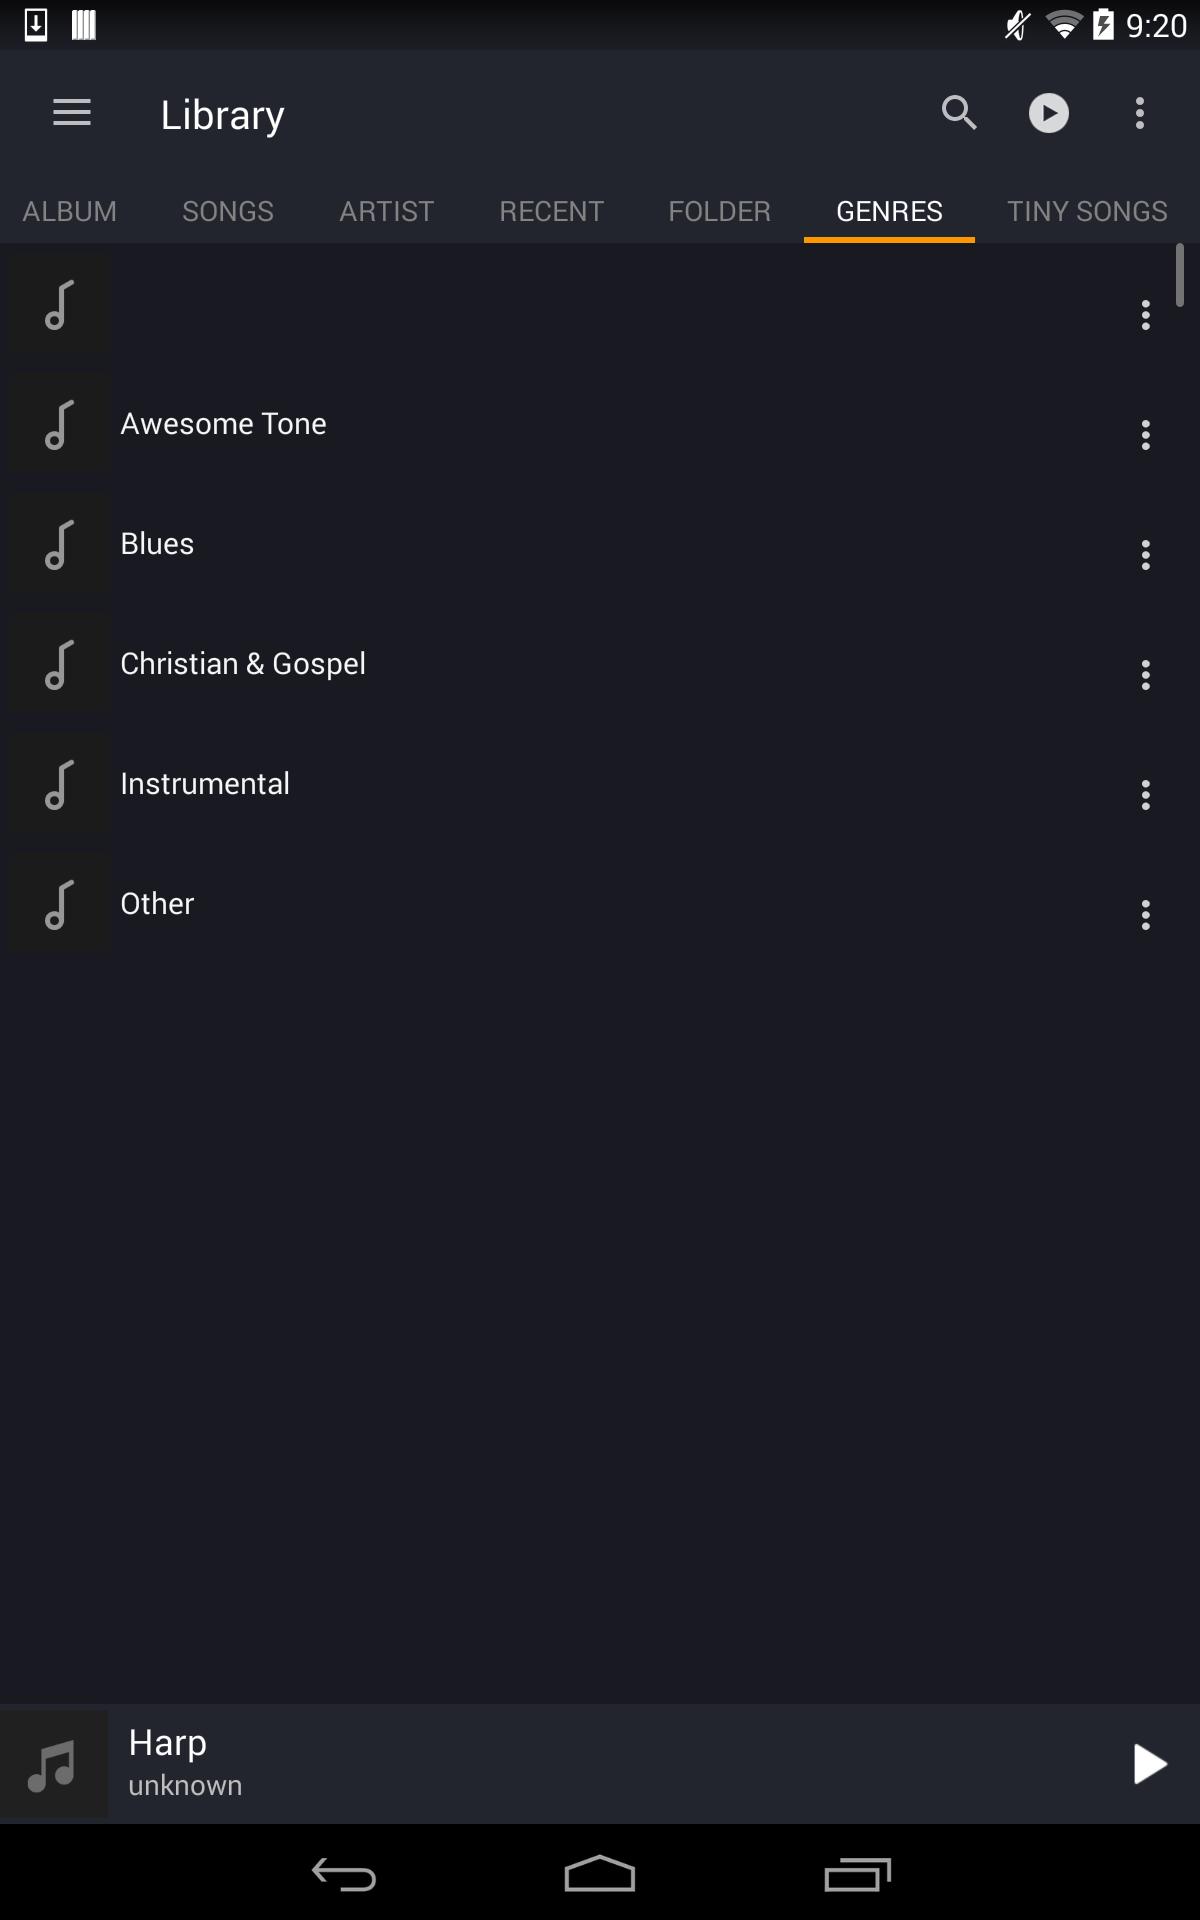 9:20
Library
ALBUM SONGS ARTIST RECENT FOLDER GENRES TINY SONGS
Awesome Tone
Blues
Christian & Gospel
Instrumental
Other
Harp
unknown